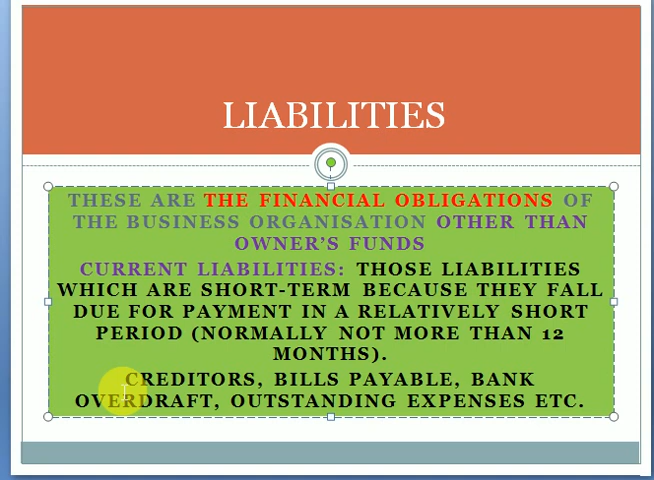 LIABILITIES
THESE ARE THE FINANCIAL OBLIGATIONS OF
THE BUSINESS ORGANISATION OTHER THAN
OWNER'S FUNDS
CURRENT LIABILITIES: THOSE LIABILITIES
WHICH ARE SHORT-TERM BECAUSE THEY FALL
DUE FOR PAYMENT IN A RELATIVELY SHORT
PERIOD (NORMALLY NOT MORE THAN 12
MONTHS).
CREDITORS, BILLS PAYABLE, BANK
OVERDRAFT, OUTSTANDING EXPENSES ETC.